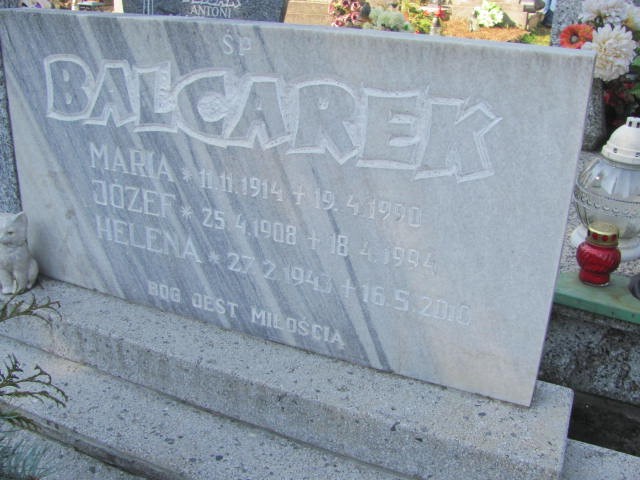 ANTONI
ŚP
BALCAREK
MARIA * 11.11.1914 + 19.4.1990
JÓZEF * 25.4.1908 + 18.4.1994
HELENA * 27.2.1943 + 16.5.2010
BÓG JEST MIŁOŚCIĄ